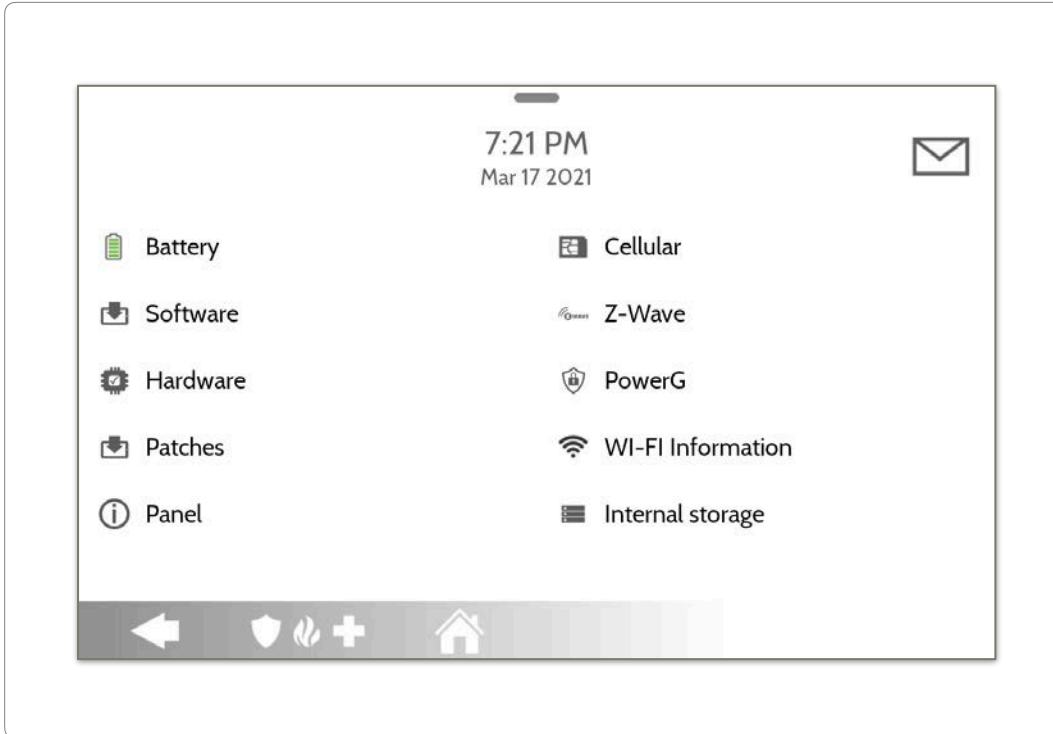 7:21 PM
Mar 17 2021
Battery
Software
Hardware
Patches
Panel
Cellular
Z-Wave
PowerG
WI-FI Information
Internal storage